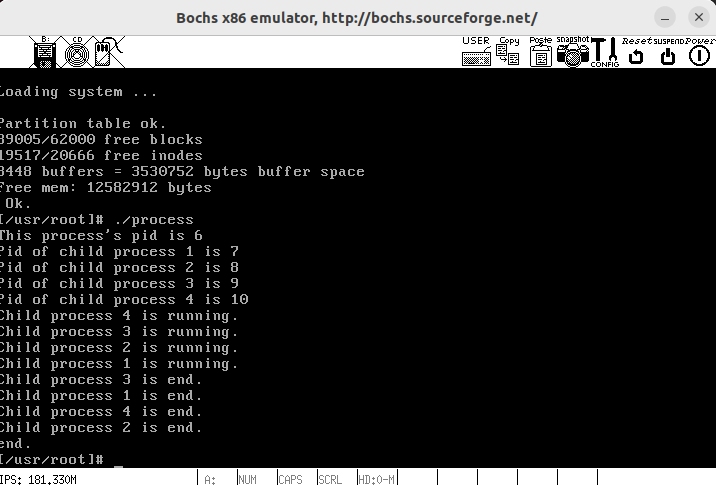 Bochs x86 emulator, http://bochs.sourceforge.net/
B: CD USER Copy Paste snapshot CONFIG Reset SUSPEND Power
Loading system ...
Partition table ok.
39005/62000 free blocks
19517/20666 free inodes
3448 buffers = 3530752 bytes buffer space
Free mem: 12582912 bytes
Ok.
[/usr/root]# ./process
This process's pid is 6
Pid of child process 1 is 7
Pid of child process 2 is 8
Pid of child process 3 is 9
Pid of child process 4 is 10
Child process 4 is running.
Child process 3 is running.
Child process 2 is running.
Child process 1 is running.
Child process 3 is end.
Child process 1 is end.
Child process 4 is end.
Child process 2 is end.
end.
[/usr/root]# _
IPS: 181.330M A: NUM CAPS SCRL HD:0-M